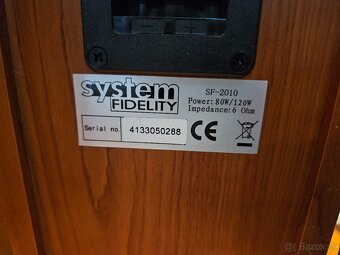 system
FIDELITY
SF-2010
Power: 80W/120W
Impedance: 6 Ohm
Serial no.
4133050288
CE